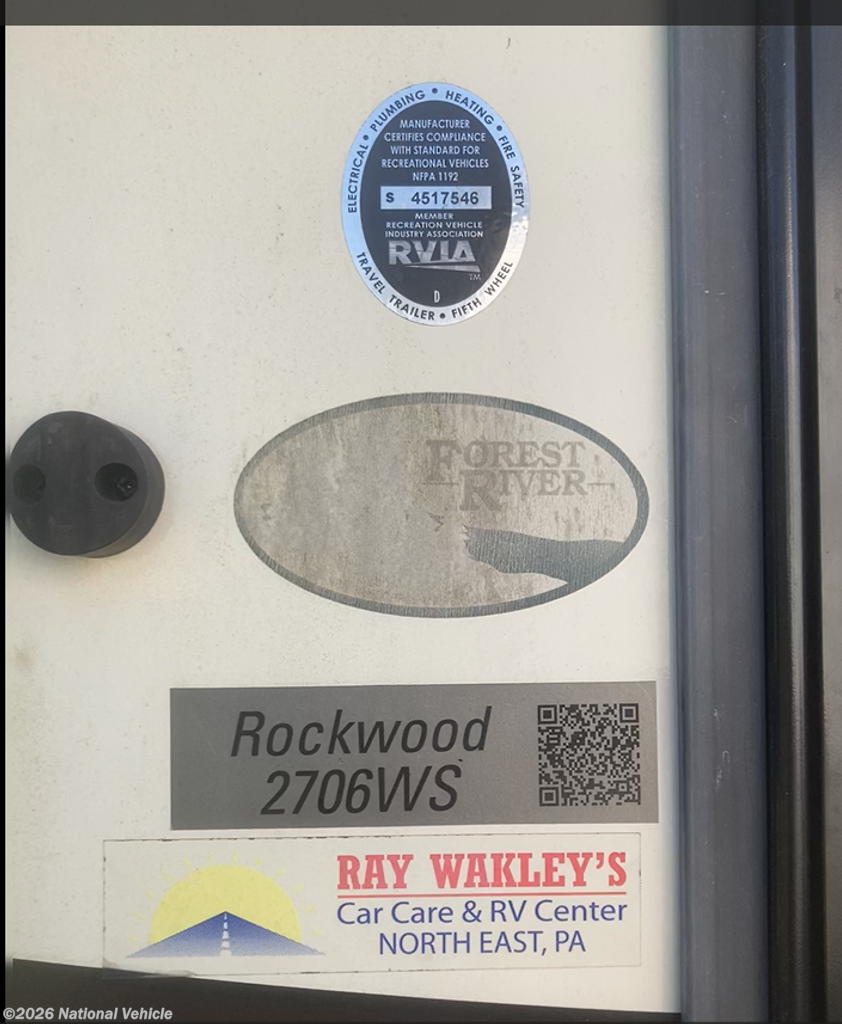 ELECTRICAL • PLUMBING • HEATING • FIRE SAFETY
MANUFACTURER
CERTIFIES COMPLIANCE
WITH STANDARD FOR
RECREATIONAL VEHICLES
NFPA 1192
S 4517546
MEMBER
RECREATION VEHICLE
INDUSTRY ASSOCIATION
RVIA
TM
D
TRAVEL TRAILER • FIFTH WHEEL
FOREST
RIVER
Rockwood
2706WS
RAY WAKLEY'S
Car Care & RV Center
NORTH EAST, PA
©2026 National Vehicle